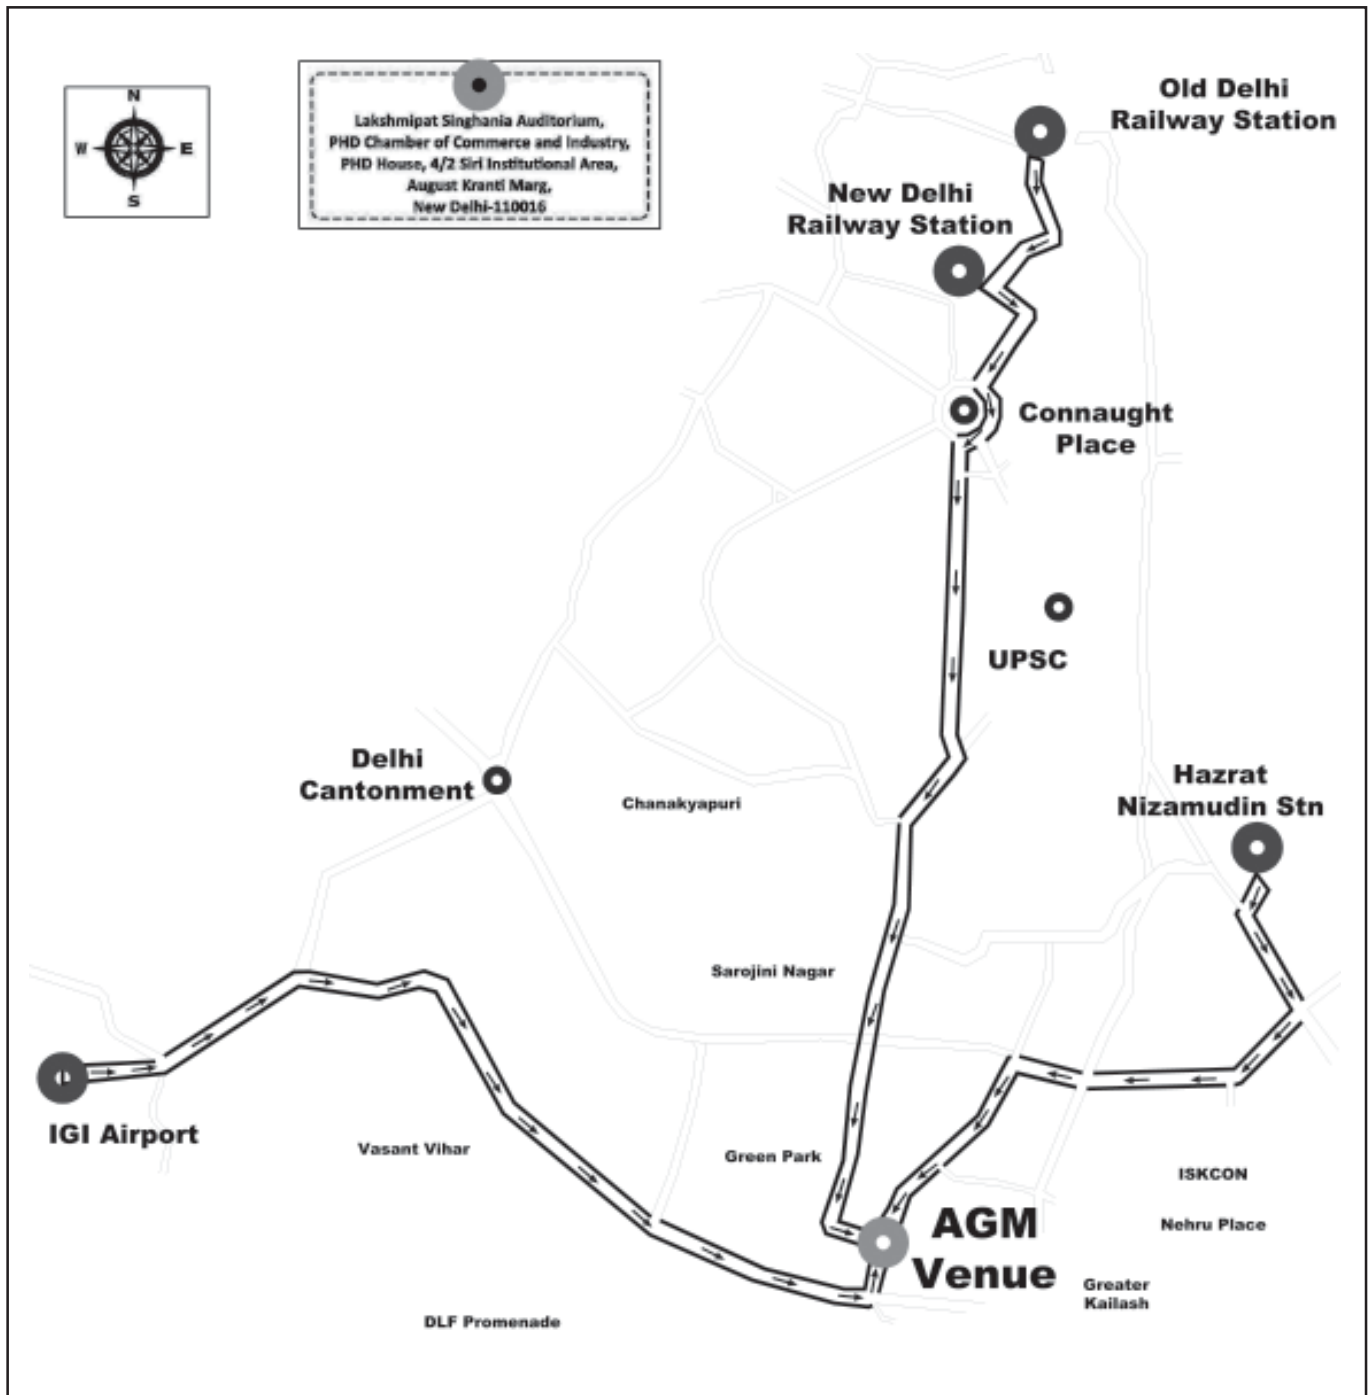 N
W E
S
Lakshmipat Singhania Auditorium,
PHD Chamber of Commerce and Industry,
PHD House, 4/2 Siri Institutional Area,
August Kranti Marg,
New Delhi-110016
Old Delhi
Railway Station
New Delhi
Railway Station
Connaught
Place
UPSC
Delhi
Cantonment
Chanakyapuri
Hazrat
Nizamudin Stn
Sarojini Nagar
IGI Airport
Vasant Vihar
Green Park
ISKCON
Nehru Place
AGM
Venue
Greater
Kailash
DLF Promenade